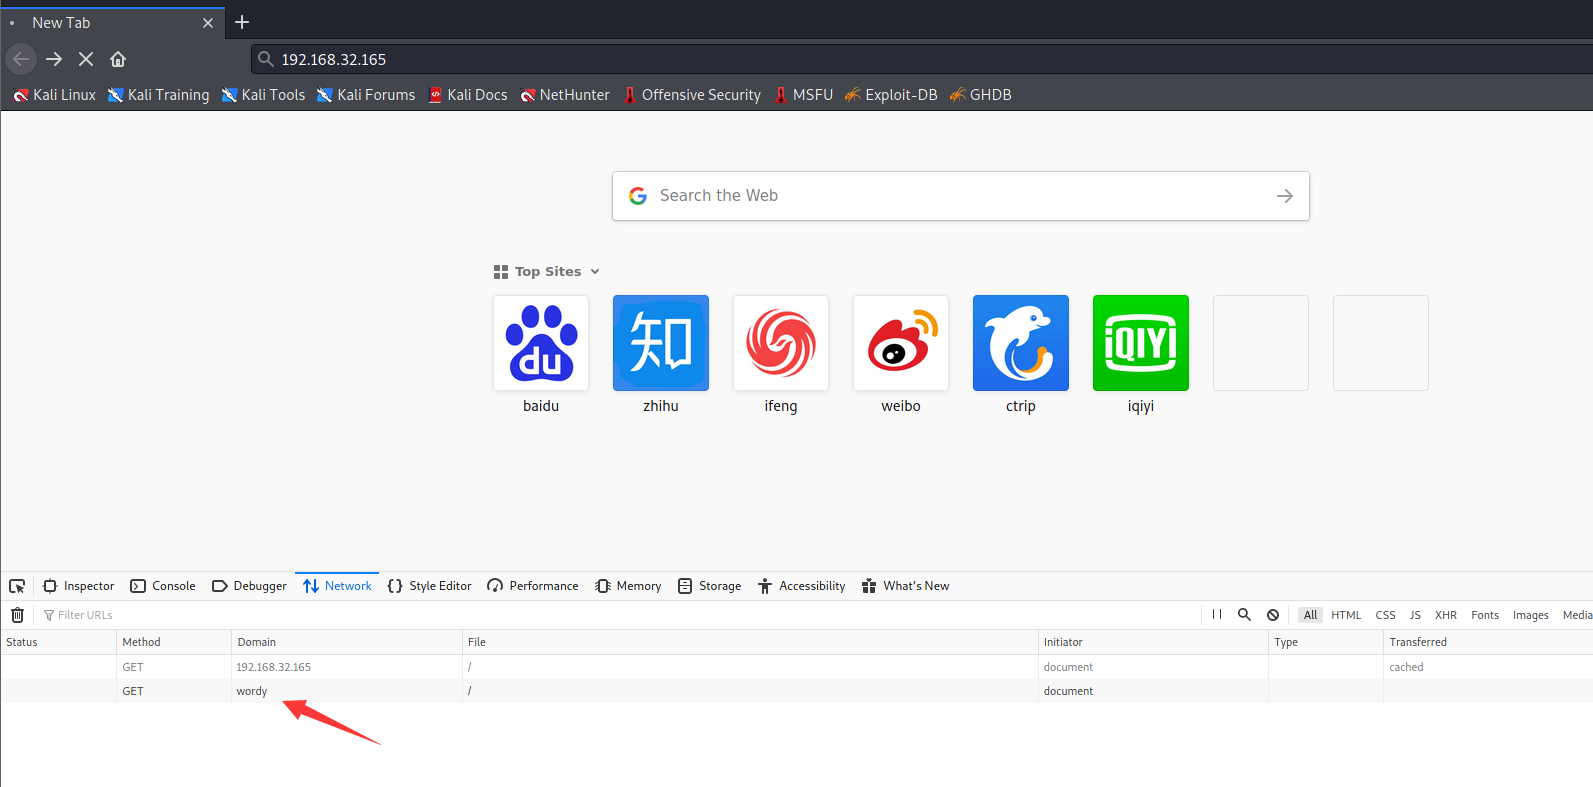 New Tab
192.168.32.165
Kali Linux Kali Training Kali Tools Kali Forums Kali Docs NetHunter Offensive Security MSFU Exploit-DB GHDB
Search the Web
Top Sites
du 知 iQIYI
baidu zhihu ifeng weibo ctrip iqiyi
Inspector Console Debugger Network Style Editor Performance Memory Storage Accessibility What's New
Filter URLs All HTML CSS JS XHR Fonts Images Media
Status Method Domain File Initiator Type Transferred
GET 192.168.32.165 / document cached
GET wordy / document